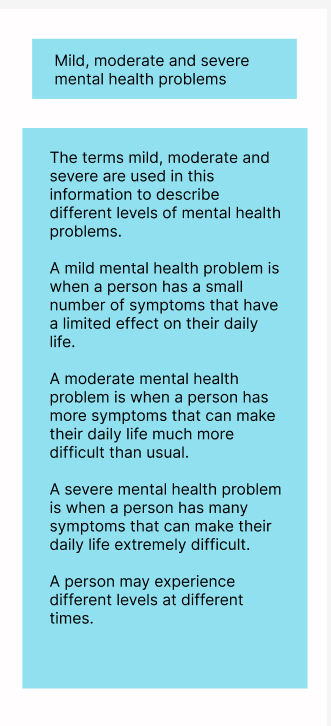 Mild, moderate and severe
mental health problems
The terms mild, moderate and
severe are used in this
information to describe
different levels of mental health
problems.
A mild mental health problem is
when a person has a small
number of symptoms that have
a limited effect on their daily
life.
A moderate mental health
problem is when a person has
more symptoms that can make
their daily life much more
difficult than usual.
A severe mental health problem
is when a person has many
symptoms that can make their
daily life extremely difficult.
A person may experience
different levels at different
times.